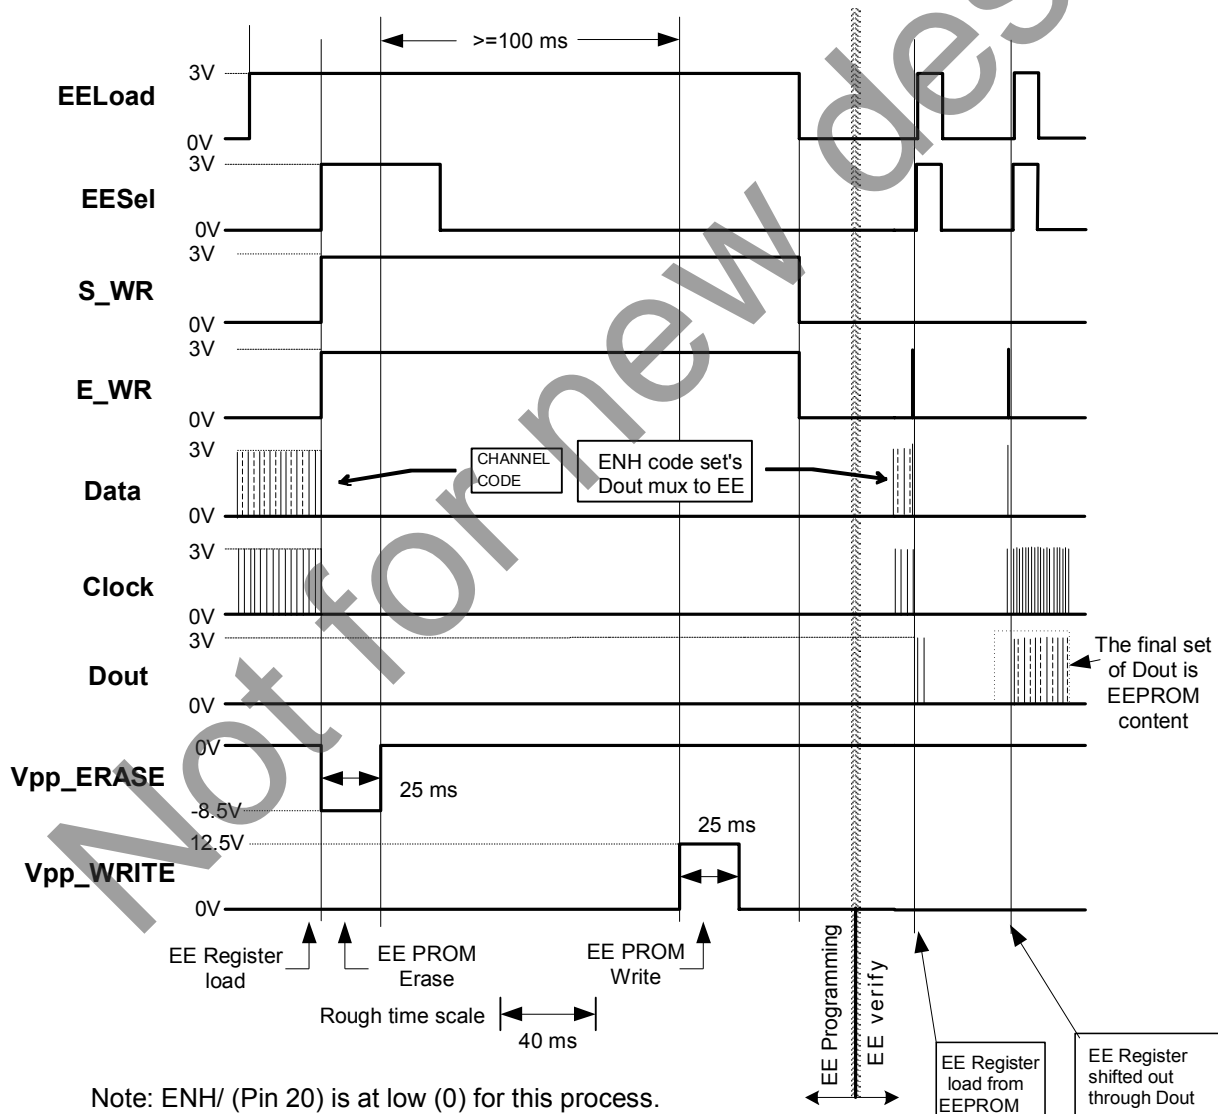 >=100 ms
3V
EELoad
0V
3V
EESel
0V
3V
S_WR
0V
3V
E_WR
0V
3V
CHANNEL
CODE
ENH code set's
Dout mux to EE
Data
0V
3V
Clock
0V
3V
Dout
0V
The final set
of Dout is
EEPROM
content
0V
Vpp_ERASE
25 ms
-8.5V
12.5V
25 ms
Vpp_WRITE
0V
EE Register
load
EE PROM
Erase
EE PROM
Write
Rough time scale
40 ms
EE Programming
EE verify
EE Register
load from
EEPROM
EE Register
shifted out
through Dout
Note: ENH/ (Pin 20) is at low (0) for this process.
Not for new des